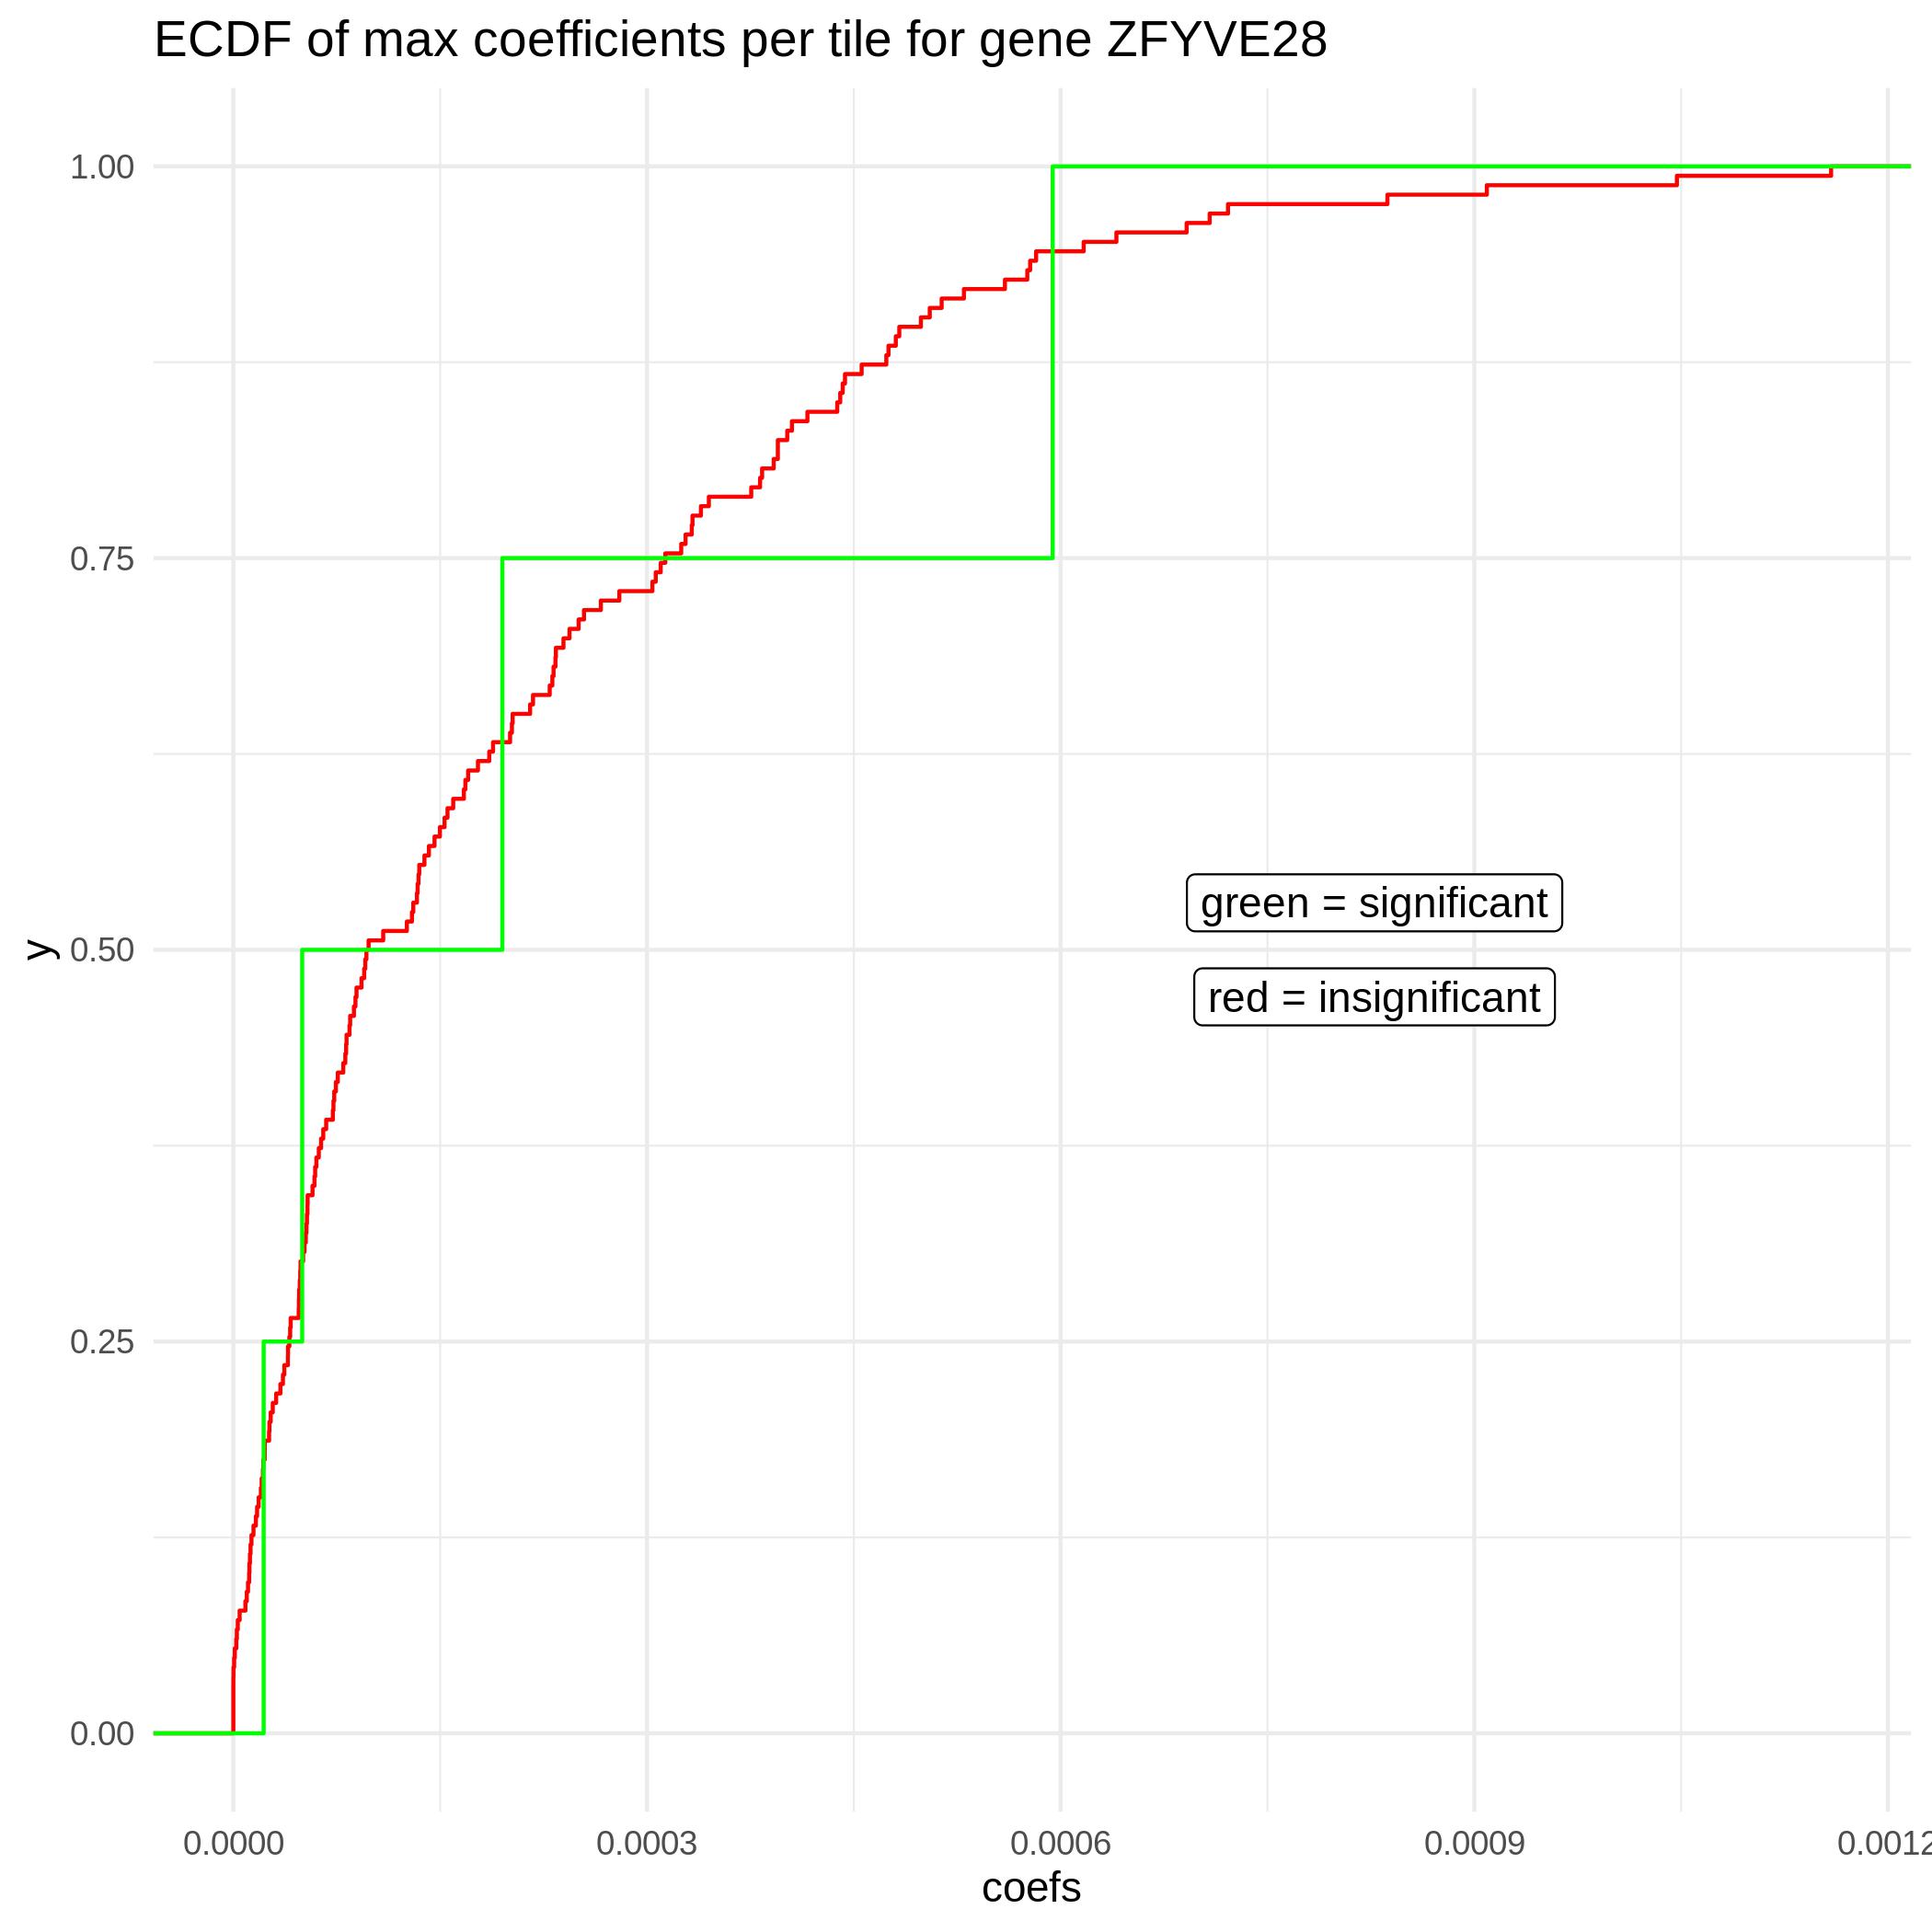 ECDF of max coefficients per tile for gene ZFYVE28
1.00
0.75
0.50
0.25
0.00
y
green = significant
red = insignificant
0.0000 0.0003 0.0006 0.0009 0.0012
coefs